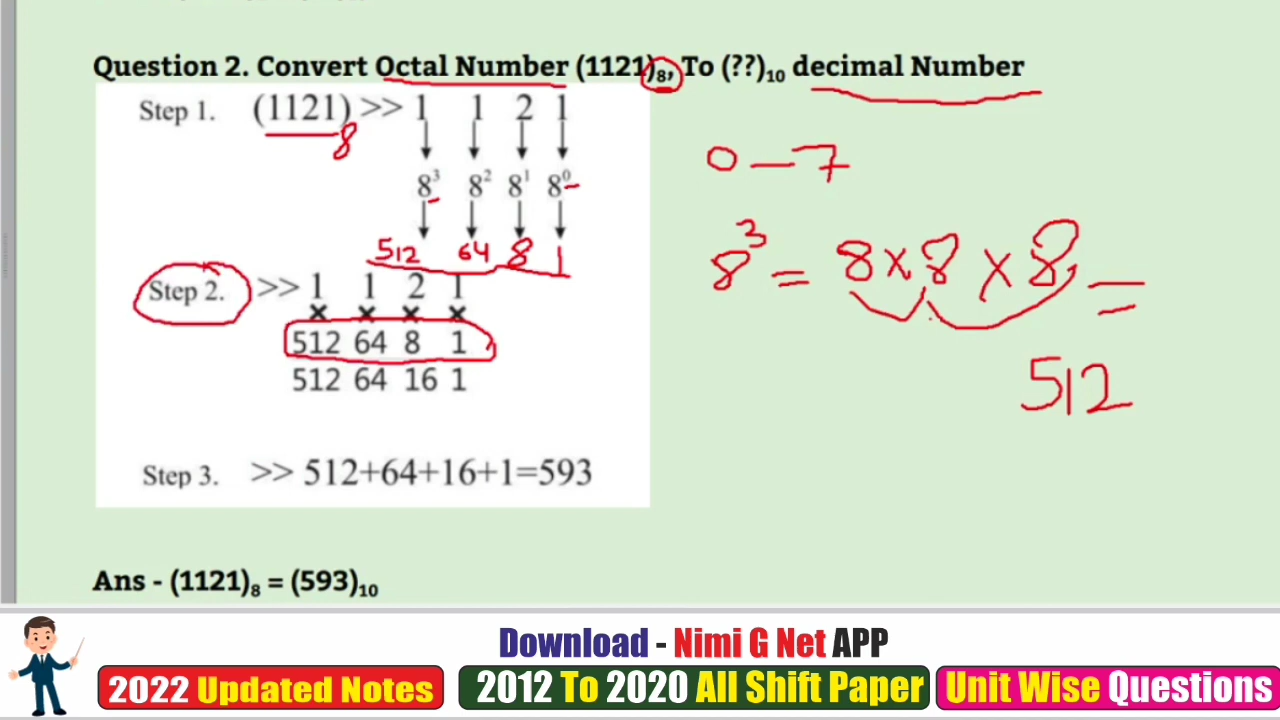 Question 2. Convert Octal Number (1121)₈, To (??)₁₀ decimal Number
Step 1. (1121)8 >> 1 1 2 1
8³ 8² 8¹ 8⁰
512 64 8 1
0 — 7
8³ = 8 x 8 x 8 =
512
Step 2. >> 1 1 2 1
× × × ×
512 64 8 1
512 64 16 1
Step 3. >> 512+64+16+1=593
Ans - (1121)₈ = (593)₁₀
Download - Nimi G Net APP
2022 Updated Notes 2012 To 2020 All Shift Paper Unit Wise Questions